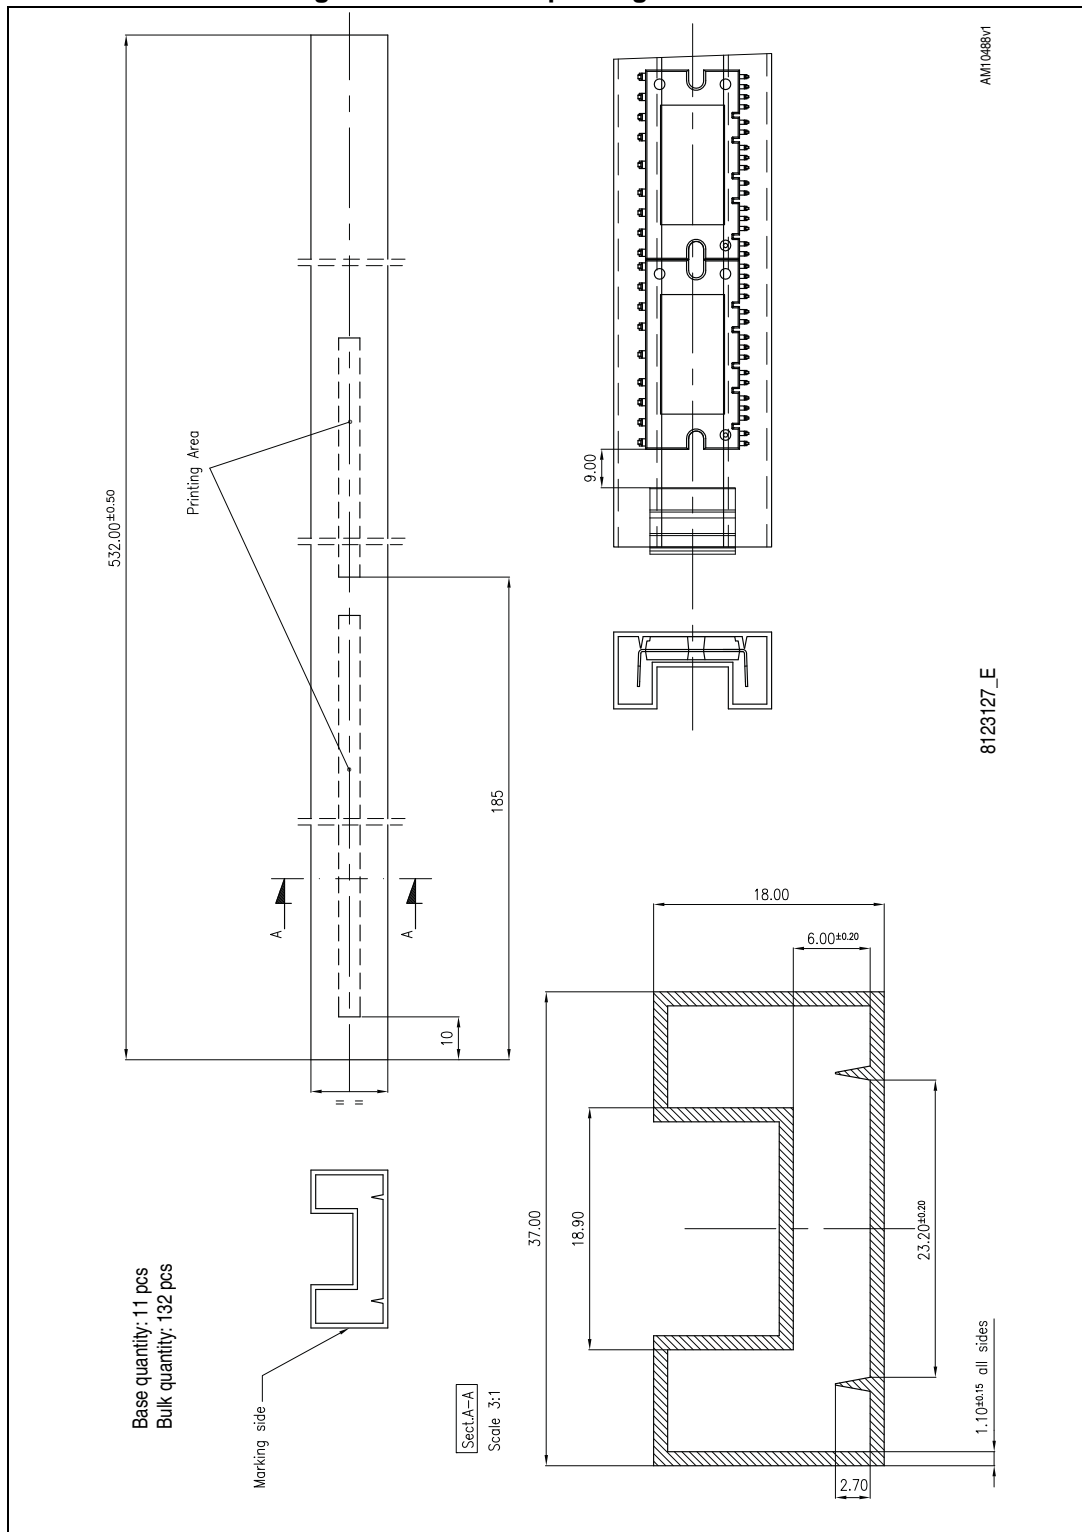 AM10488v1
532.00±0.50
Printing Area
9.00
185
10
A
A
= =
8123127_E
18.00
6.00±0.20
37.00
18.90
23.20±0.20
1.10±0.15 all sides
2.70
Base quantity: 11 pcs
Bulk quantity: 132 pcs
Marking side
Sect.A-A
Scale 3:1